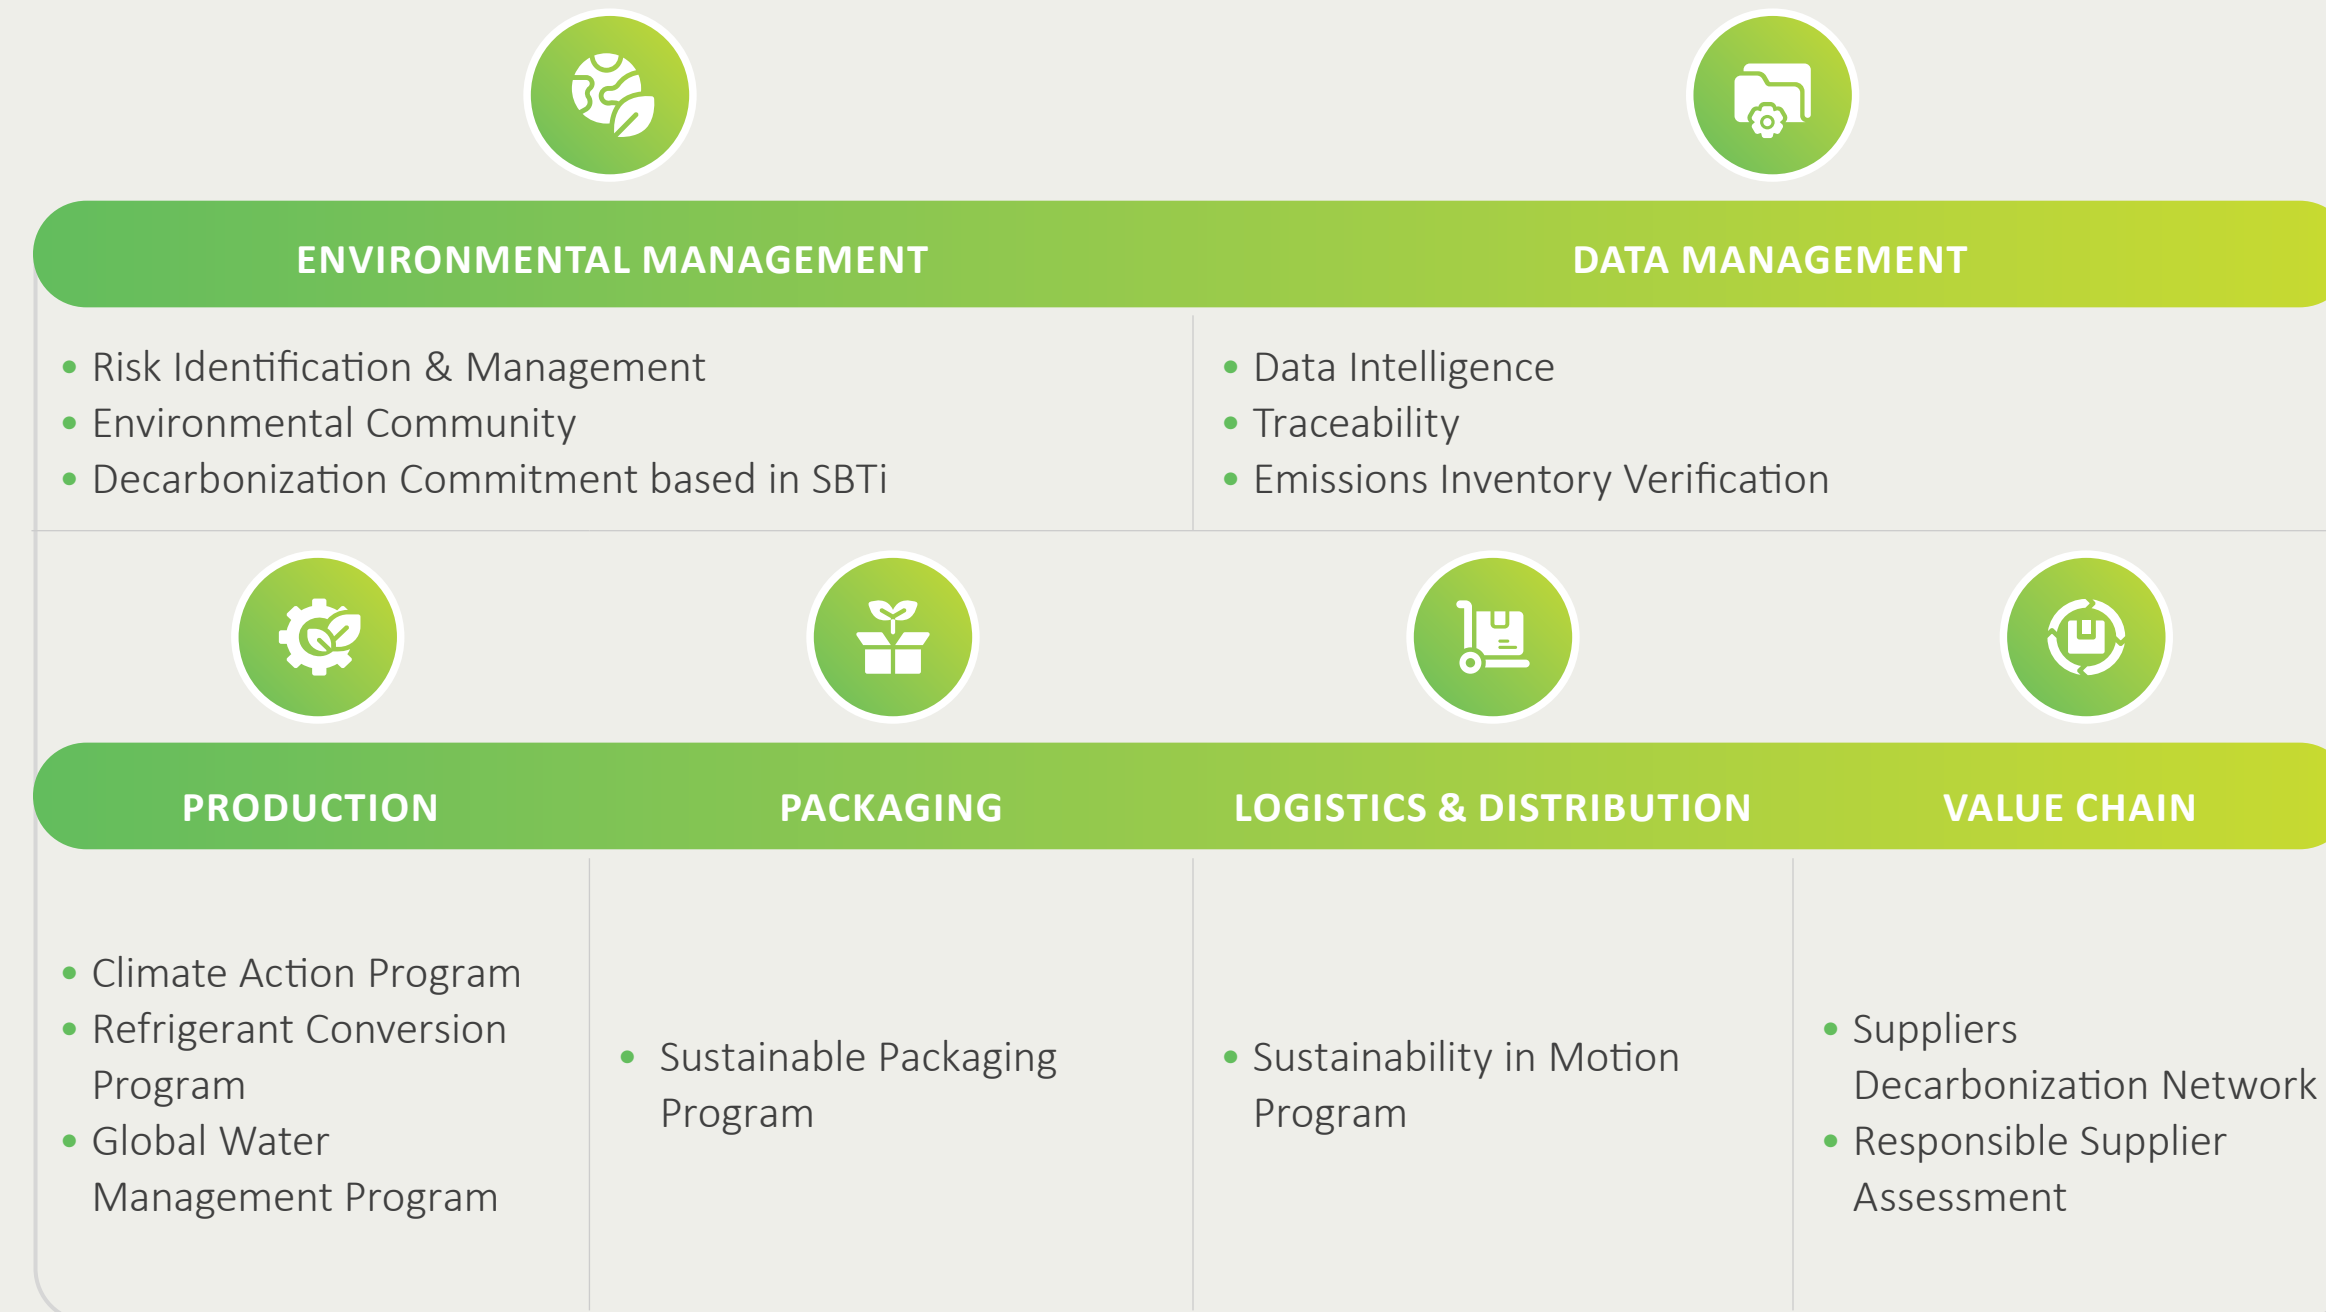 ENVIRONMENTAL MANAGEMENT
DATA MANAGEMENT
• Risk Identification & Management
• Environmental Community
• Decarbonization Commitment based in SBTi
• Data Intelligence
• Traceability
• Emissions Inventory Verification
PRODUCTION
PACKAGING
LOGISTICS & DISTRIBUTION
VALUE CHAIN
• Climate Action Program
• Refrigerant Conversion
Program
• Global Water
Management Program
• Sustainable Packaging
Program
• Sustainability in Motion
Program
• Suppliers
Decarbonization Network
• Responsible Supplier
Assessment